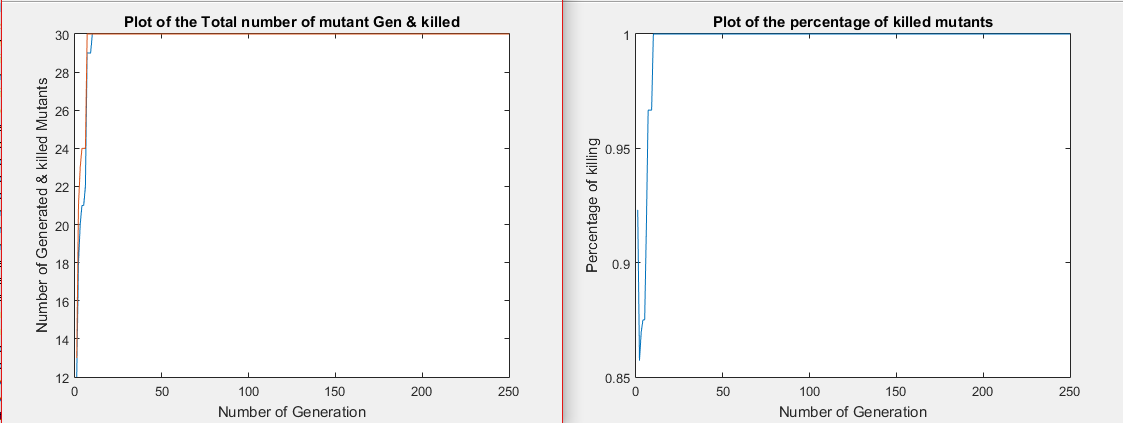 Plot of the Total number of mutant Gen & killed
30
28
26
24
22
20
18
16
14
12
Number of Generated & killed Mutants
0 50 100 150 200 250
Number of Generation
Plot of the percentage of killed mutants
1
0.95
0.9
0.85
Percentage of killing
0 50 100 150 200 250
Number of Generation